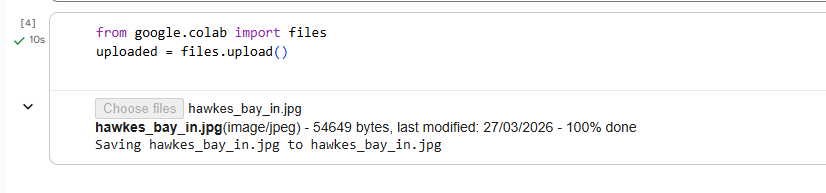 [4]
10s
from google.colab import files
uploaded = files.upload()
Choose files hawkes_bay_in.jpg
hawkes_bay_in.jpg(image/jpeg) - 54649 bytes, last modified: 27/03/2026 - 100% done
Saving hawkes_bay_in.jpg to hawkes_bay_in.jpg